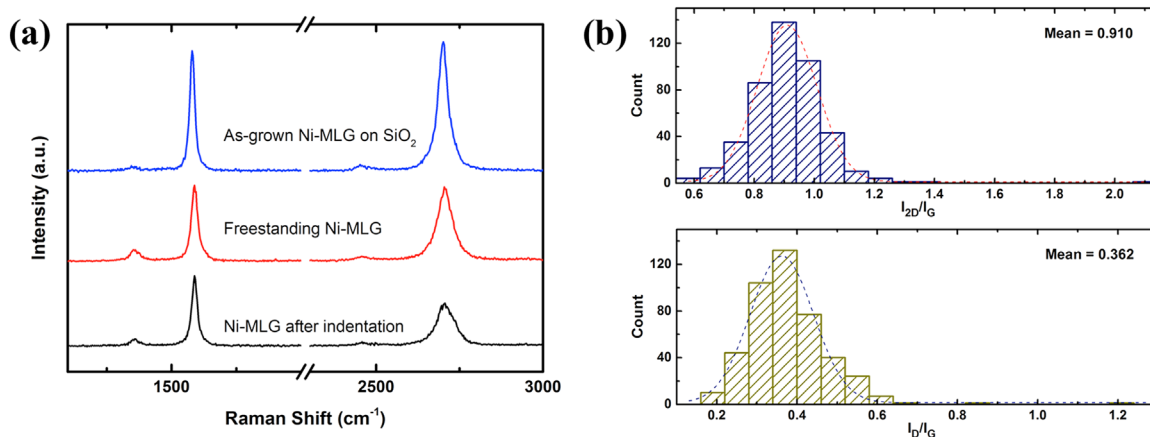 (a)
Intensity (a.u.)
As-grown Ni-MLG on SiO₂
Freestanding Ni-MLG
Ni-MLG after indentation
1500 2500 3000
Raman Shift (cm⁻¹)
(b)
Mean = 0.910
Count
120
80
40
0
0.6 0.8 1.0 1.2 1.4 1.6 1.8 2.0
I₂D/IG
Mean = 0.362
Count
120
80
40
0
0.2 0.4 0.6 0.8 1.0 1.2
ID/IG